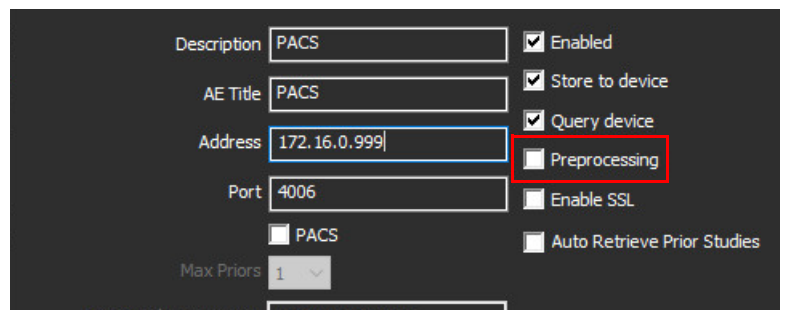 Description PACS Enabled
AE Title PACS Store to device
Address 172.16.0.999 Query device
Preprocessing
Port 4006 Enable SSL
PACS Auto Retrieve Prior Studies
Max Priors 1